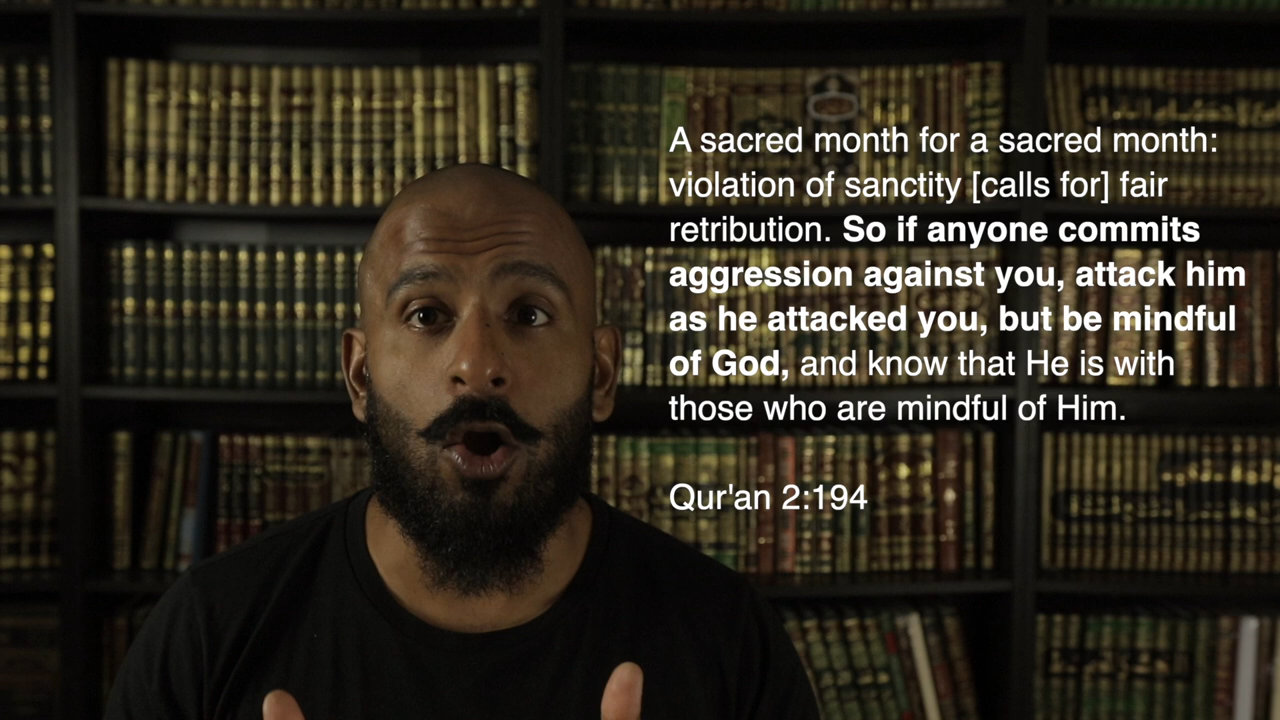 A sacred month for a sacred month:
violation of sanctity [calls for] fair
retribution. So if anyone commits
aggression against you, attack him
as he attacked you, but be mindful
of God, and know that He is with
those who are mindful of Him.
Qur'an 2:194